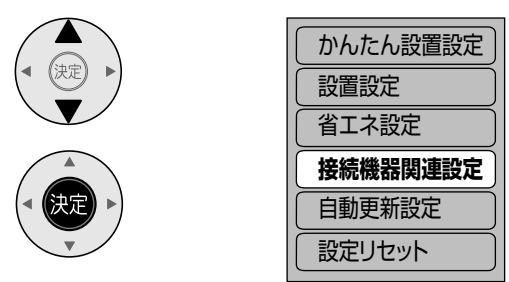 決定
決定
かんたん設置設定
設置設定
省エネ設定
接続機器関連設定
自動更新設定
設定リセット